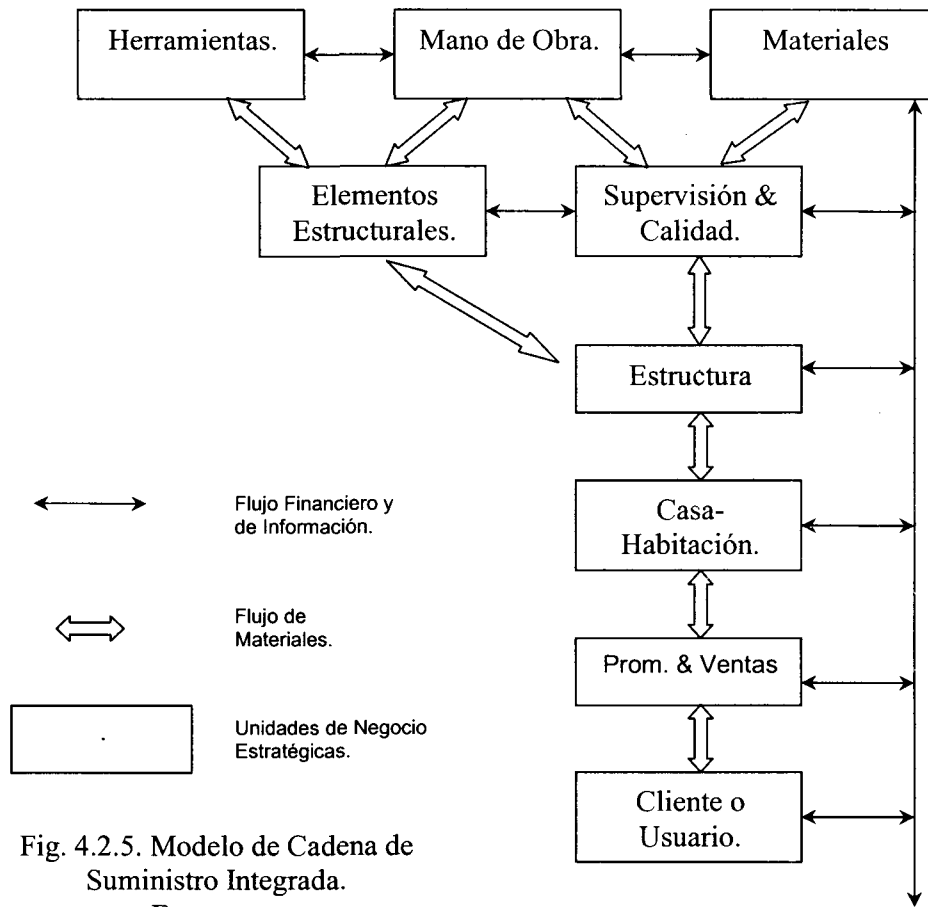 Herramientas.
Mano de Obra.
Materiales
Elementos
Estructurales.
Supervisión &
Calidad.
Estructura
Flujo Financiero y
de Información.
Casa-
Habitación.
Flujo de
Materiales.
Prom. & Ventas
Unidades de Negocio
Estratégicas.
Cliente o
Usuario.
Fig. 4.2.5. Modelo de Cadena de
Suministro Integrada.